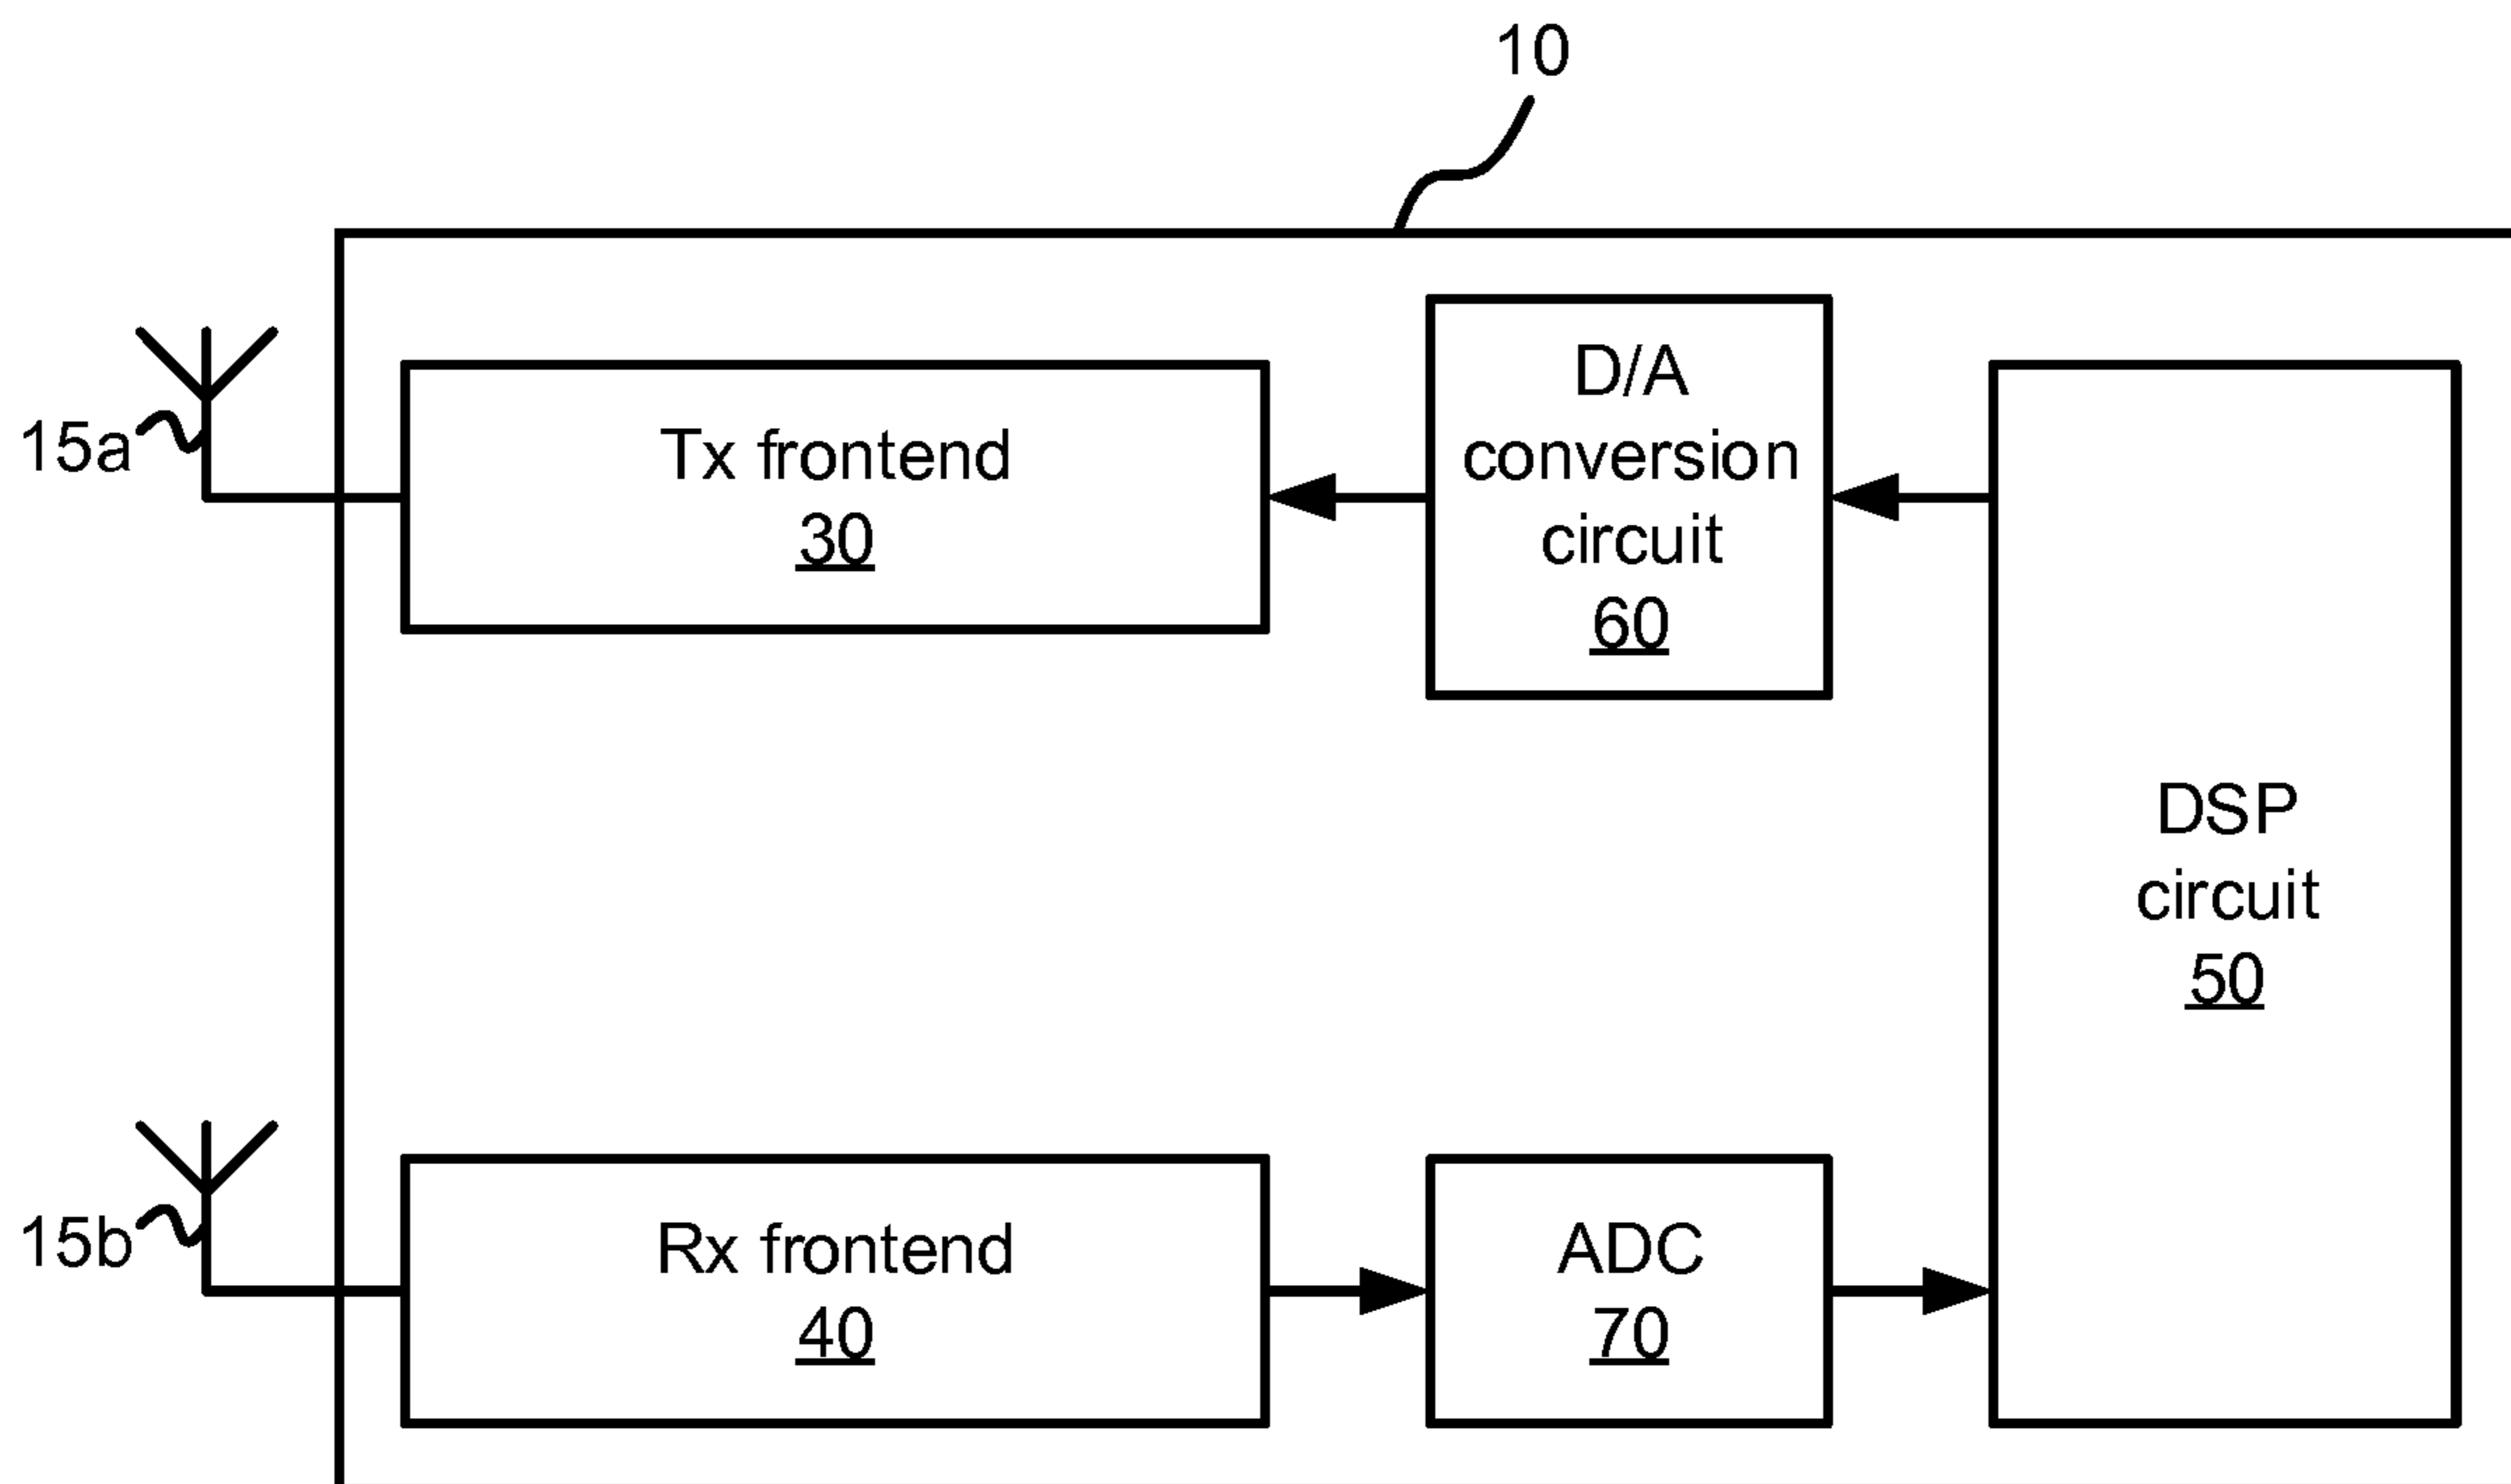 10
15a
Tx frontend
30
D/A
conversion
circuit
60
DSP
circuit
50
15b
Rx frontend
40
ADC
70